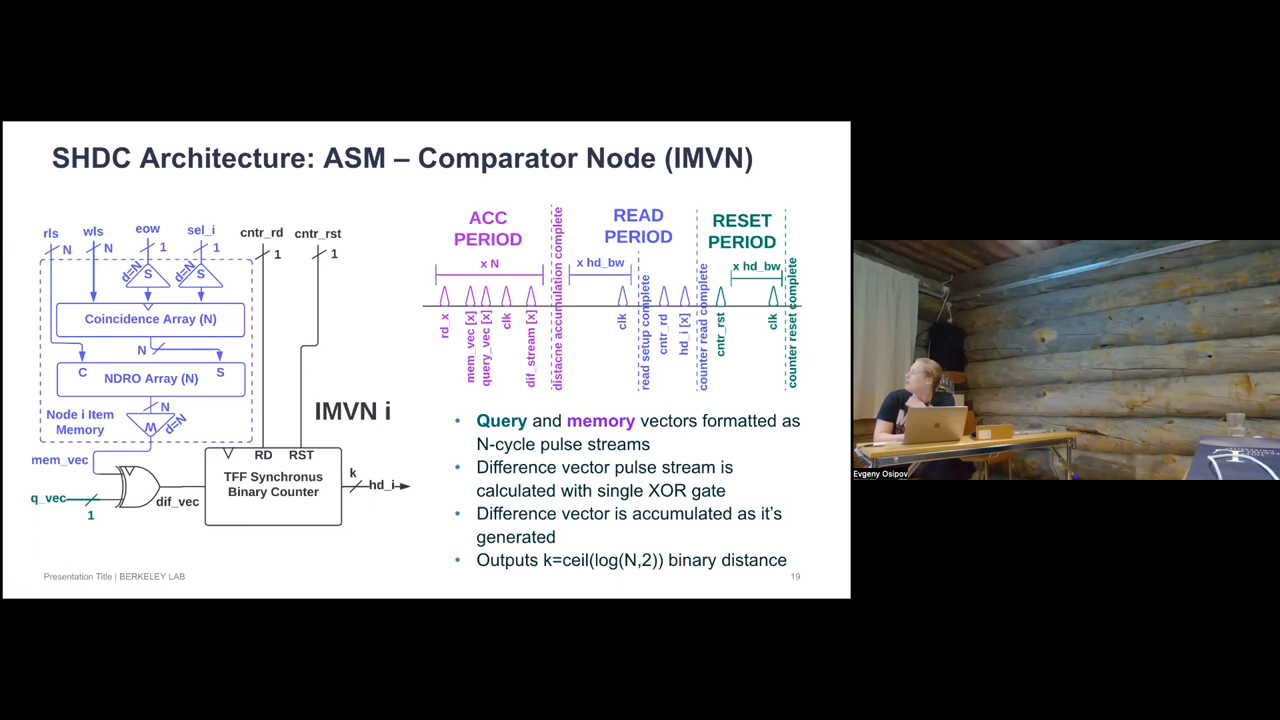 SHDC Architecture: ASM – Comparator Node (IMVN)
rls
wls
eow
sel_i
cntr_rd
cntr_rst
N
N
1
1
1
1
d=N
S
d=N
S
Coincidence Array (N)
N
C
S
NDRO Array (N)
N
Node i Item
Memory
W
d=N
IMVN i
mem_vec
q_vec
1
dif_vec
RD
RST
TFF Synchronus
Binary Counter
k
hd_i
ACC
PERIOD
READ
PERIOD
RESET
PERIOD
x N
x hd_bw
x hd_bw
rd_x
mem_vec [x]
query_vec [x]
clk
dif_stream [x]
distacne accumulation complete
clk
read setup complete
cntr_rd
hd_i [x]
counter read complete
cntr_rst
clk
counter reset complete
• Query and memory vectors formatted as
N-cycle pulse streams
• Difference vector pulse stream is
calculated with single XOR gate
• Difference vector is accumulated as it's
generated
• Outputs k=ceil(log(N,2)) binary distance
Presentation Title | BERKELEY LAB
19
Evgeny Osipov